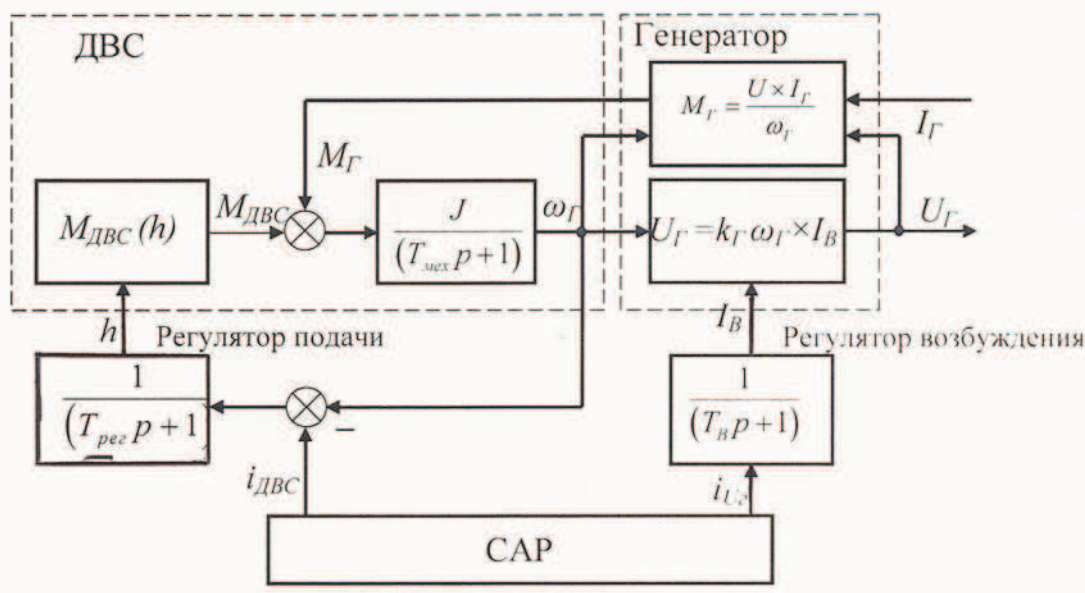 ДВС
Генератор
M_Г = U × I_Г / ω_Г
I_Г
M_Г
M_ДВС (h)
M_ДВС
J / (T_мех p + 1)
ω_Г
U_Г = k_Г ω_Г × I_В
U_Г
h
Регулятор подачи
I_В
Регулятор возбуждения
1 / (T_рег p + 1)
–
1 / (T_В p + 1)
i_ДВС
i_Uг
САР